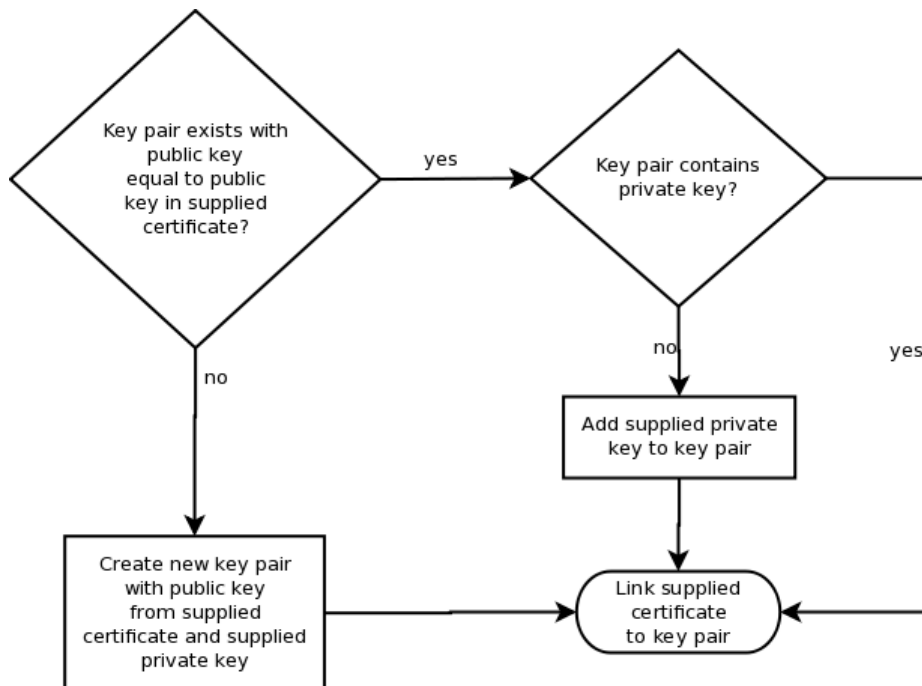 Key pair exists with
public key
equal to public
key in supplied
certificate?
yes
Key pair contains
private key?
no
no
yes
Add supplied private
key to key pair
Create new key pair
with public key
from supplied
certificate and supplied
private key
Link supplied
certificate
to key pair